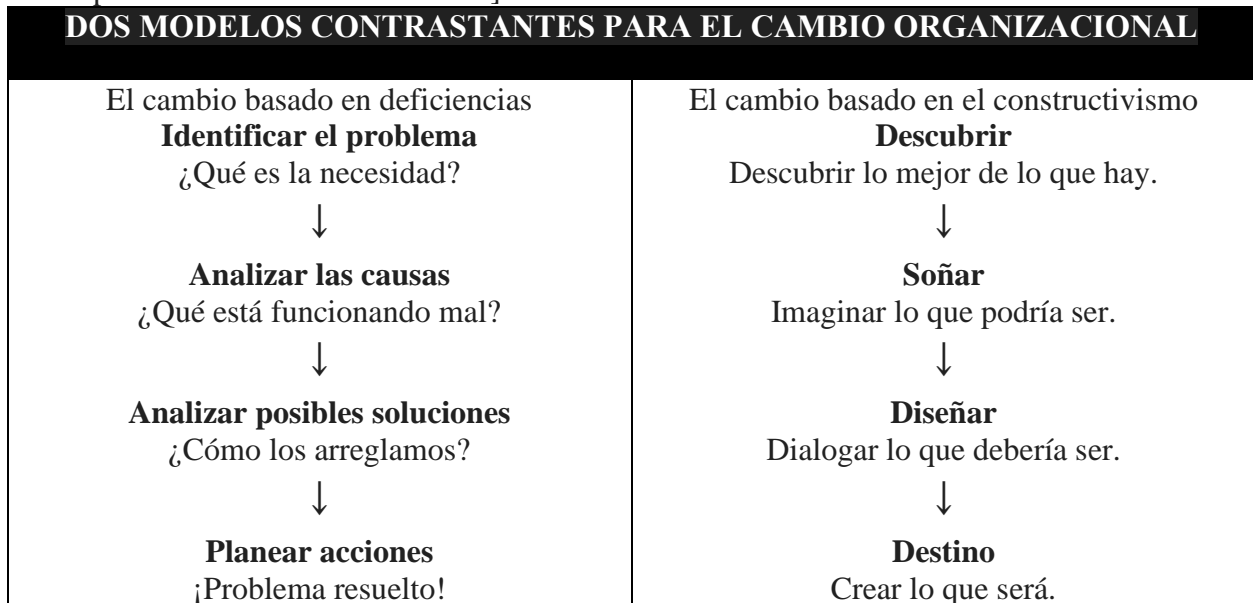 DOS MODELOS CONTRASTANTES PARA EL CAMBIO ORGANIZACIONAL
El cambio basado en deficiencias
Identificar el problema
¿Qué es la necesidad?
↓
Analizar las causas
¿Qué está funcionando mal?
↓
Analizar posibles soluciones
¿Cómo los arreglamos?
↓
Planear acciones
¡Problema resuelto!
El cambio basado en el constructivismo
Descubrir
Descubrir lo mejor de lo que hay.
↓
Soñar
Imaginar lo que podría ser.
↓
Diseñar
Dialogar lo que debería ser.
↓
Destino
Crear lo que será.